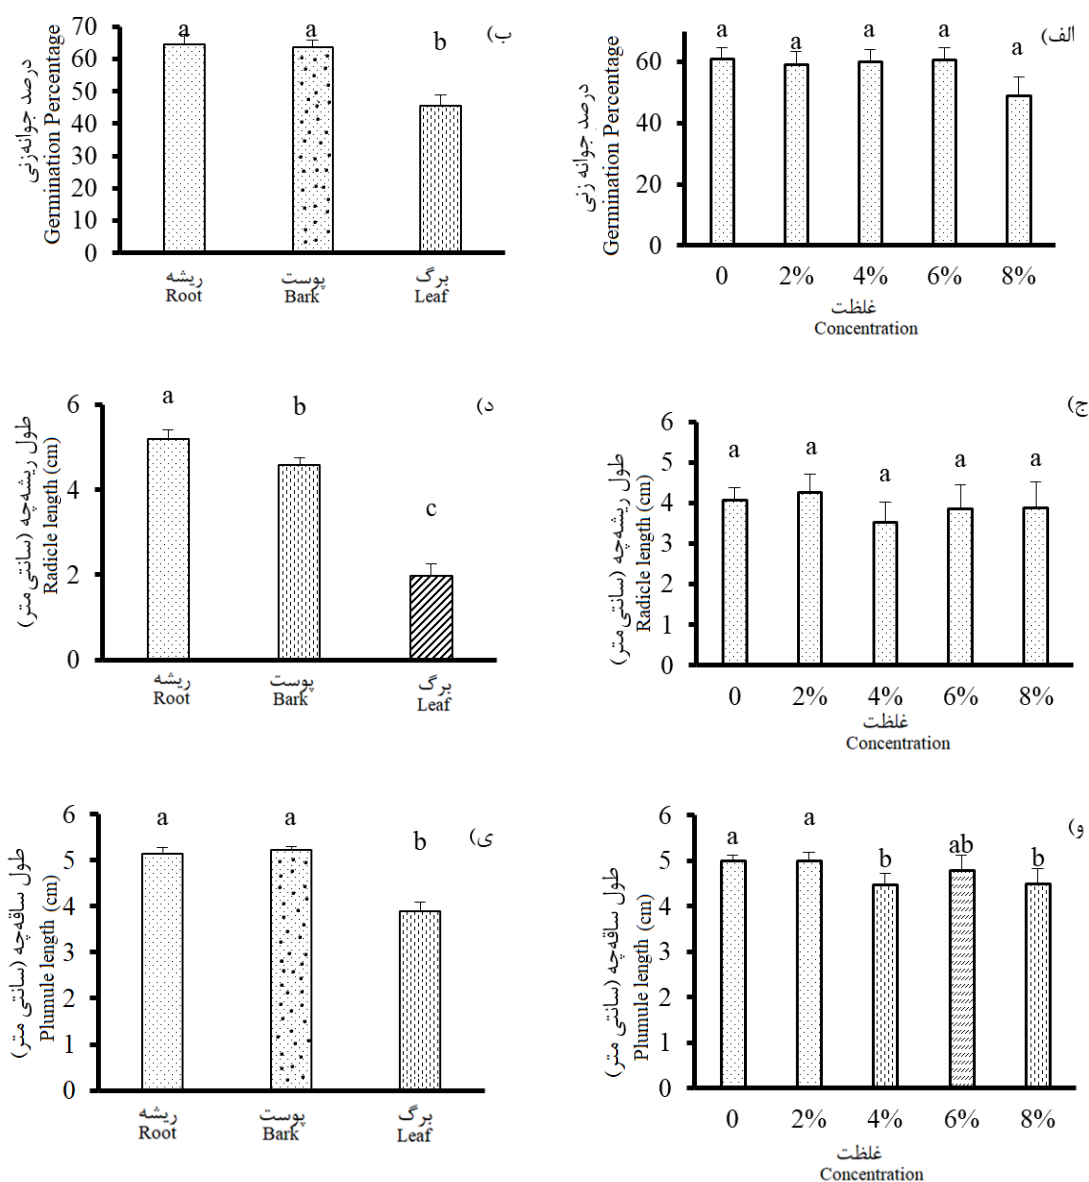 الف)
درصد جوانه زنی
Germination Percentage
60
40
20
0
a
a
a
a
a
0
2%
4%
6%
8%
غلظت
Concentration
ب)
درصد جوانه‌زنی
Germination Percentage
70
60
50
40
30
20
10
0
a
a
b
ریشه
Root
پوست
Bark
برگ
Leaf
ج)
طول ریشه‌چه (سانتی متر)
Radicle length (cm)
6
5
4
3
2
1
0
a
a
a
a
a
0
2%
4%
6%
8%
غلظت
Concentration
د)
طول ریشه‌چه (سانتی متر)
Radicle length (cm)
6
4
2
0
a
b
c
ریشه
Root
پوست
Bark
برگ
Leaf
و)
طول ساقه‌چه (سانتی متر)
Plumule length (cm)
6
5
4
3
2
1
0
a
a
b
ab
b
0
2%
4%
6%
8%
غلظت
Concentration
ی)
طول ساقه‌چه (سانتی متر)
Plumule length (cm)
6
5
4
3
2
1
0
a
a
b
ریشه
Root
پوست
Bark
برگ
Leaf